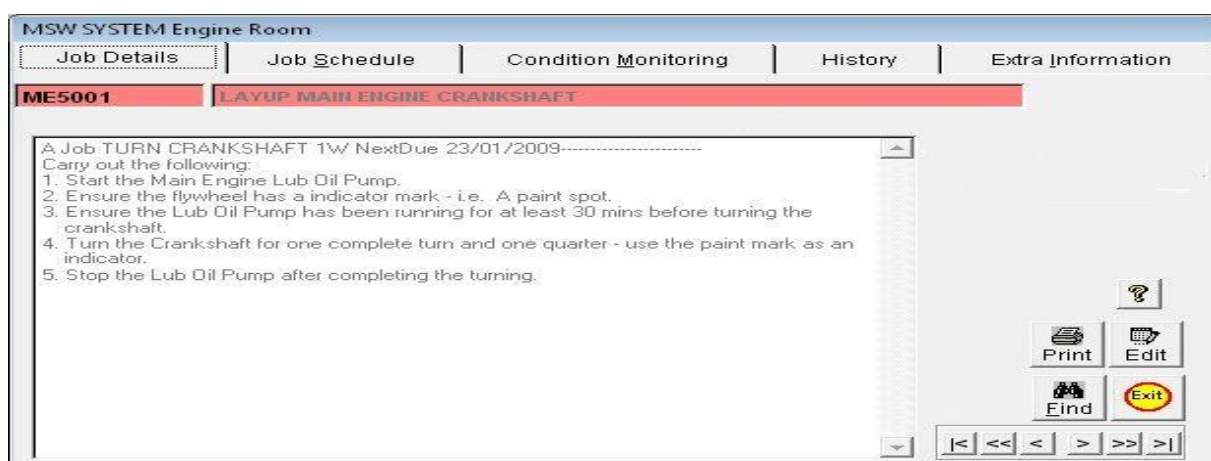 MSW SYSTEM Engine Room
Job Details Job Schedule Condition Monitoring History Extra Information
ME5001 LAYUP MAIN ENGINE CRANKSHAFT
A Job TURN CRANKSHAFT 1W NextDue 23/01/2009------------------------
Carry out the following:
1. Start the Main Engine Lub Oil Pump.
2. Ensure the flywheel has a indicator mark - i.e. A paint spot.
3. Ensure the Lub Oil Pump has been running for at least 30 mins before turning the
crankshaft.
4. Turn the Crankshaft for one complete turn and one quarter - use the paint mark as an
indicator.
5. Stop the Lub Oil Pump after completing the turning.
?
Print Edit
Find Exit
|< << < > >> >|